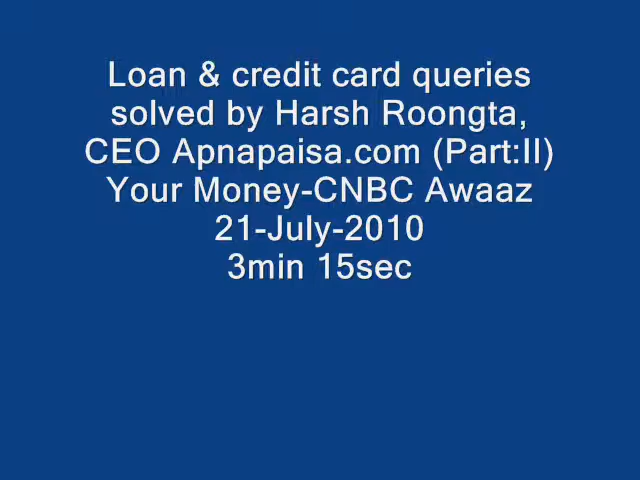 Loan & credit card queries
solved by Harsh Roongta,
CEO Apnapaisa.com (Part:II)
Your Money-CNBC Awaaz
21-July-2010
3min 15sec